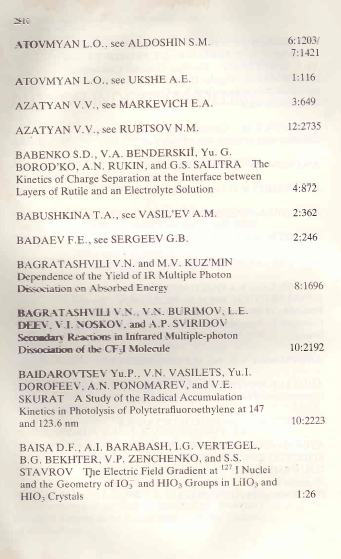 2810
ATOVMYAN L.O., see ALDOSHIN S.M. 6:1203/
7:1421
ATOVMYAN L.O., see UKSHE A.E. 1:116
AZATYAN V.V., see MARKEVICH E.A. 3:649
AZATYAN V.V., see RUBTSOV N.M. 12:2735
BABENKO S.D., V.A. BENDERSKIĬ, Yu. G.
BOROD'KO, A.N. RUKIN, and G.S. SALITRA The
Kinetics of Charge Separation at the Interface between
Layers of Rutile and an Electrolyte Solution 4:872
BABUSHKINA T.A., see VASIL'EV A.M. 2:362
BADAEV F.E., see SERGEEV G.B. 2:246
BAGRATASHVILI V.N. and M.V. KUZ'MIN
Dependence of the Yield of IR Multiple Photon
Dissociation on Absorbed Energy 8:1696
BAGRATASHVILI V.N., V.N. BURIMOV, L.E.
DEEV, V.I. NOSKOV, and A.P. SVIRIDOV
Secondary Reactions in Infrared Multiple-photon
Dissociation of the CF₃I Molecule 10:2192
BAIDAROVTSEV Yu.P., V.N. VASILETS, Yu.I.
DOROFEEV, A.N. PONOMAREV, and V.E.
SKURAT A Study of the Radical Accumulation
Kinetics in Photolysis of Polytetrafluoroethylene at 147
and 123.6 nm 10:2223
BAISA D.F., A.I. BARABASH, I.G. VERTEGEL,
B.G. BEKHTER, V.P. ZENCHENKO, and S.S.
STAVROV The Electric Field Gradient at ¹²⁷ I Nuclei
and the Geometry of IO₃⁻ and HIO₃ Groups in LiIO₃ and
HIO₃ Crystals 1:26